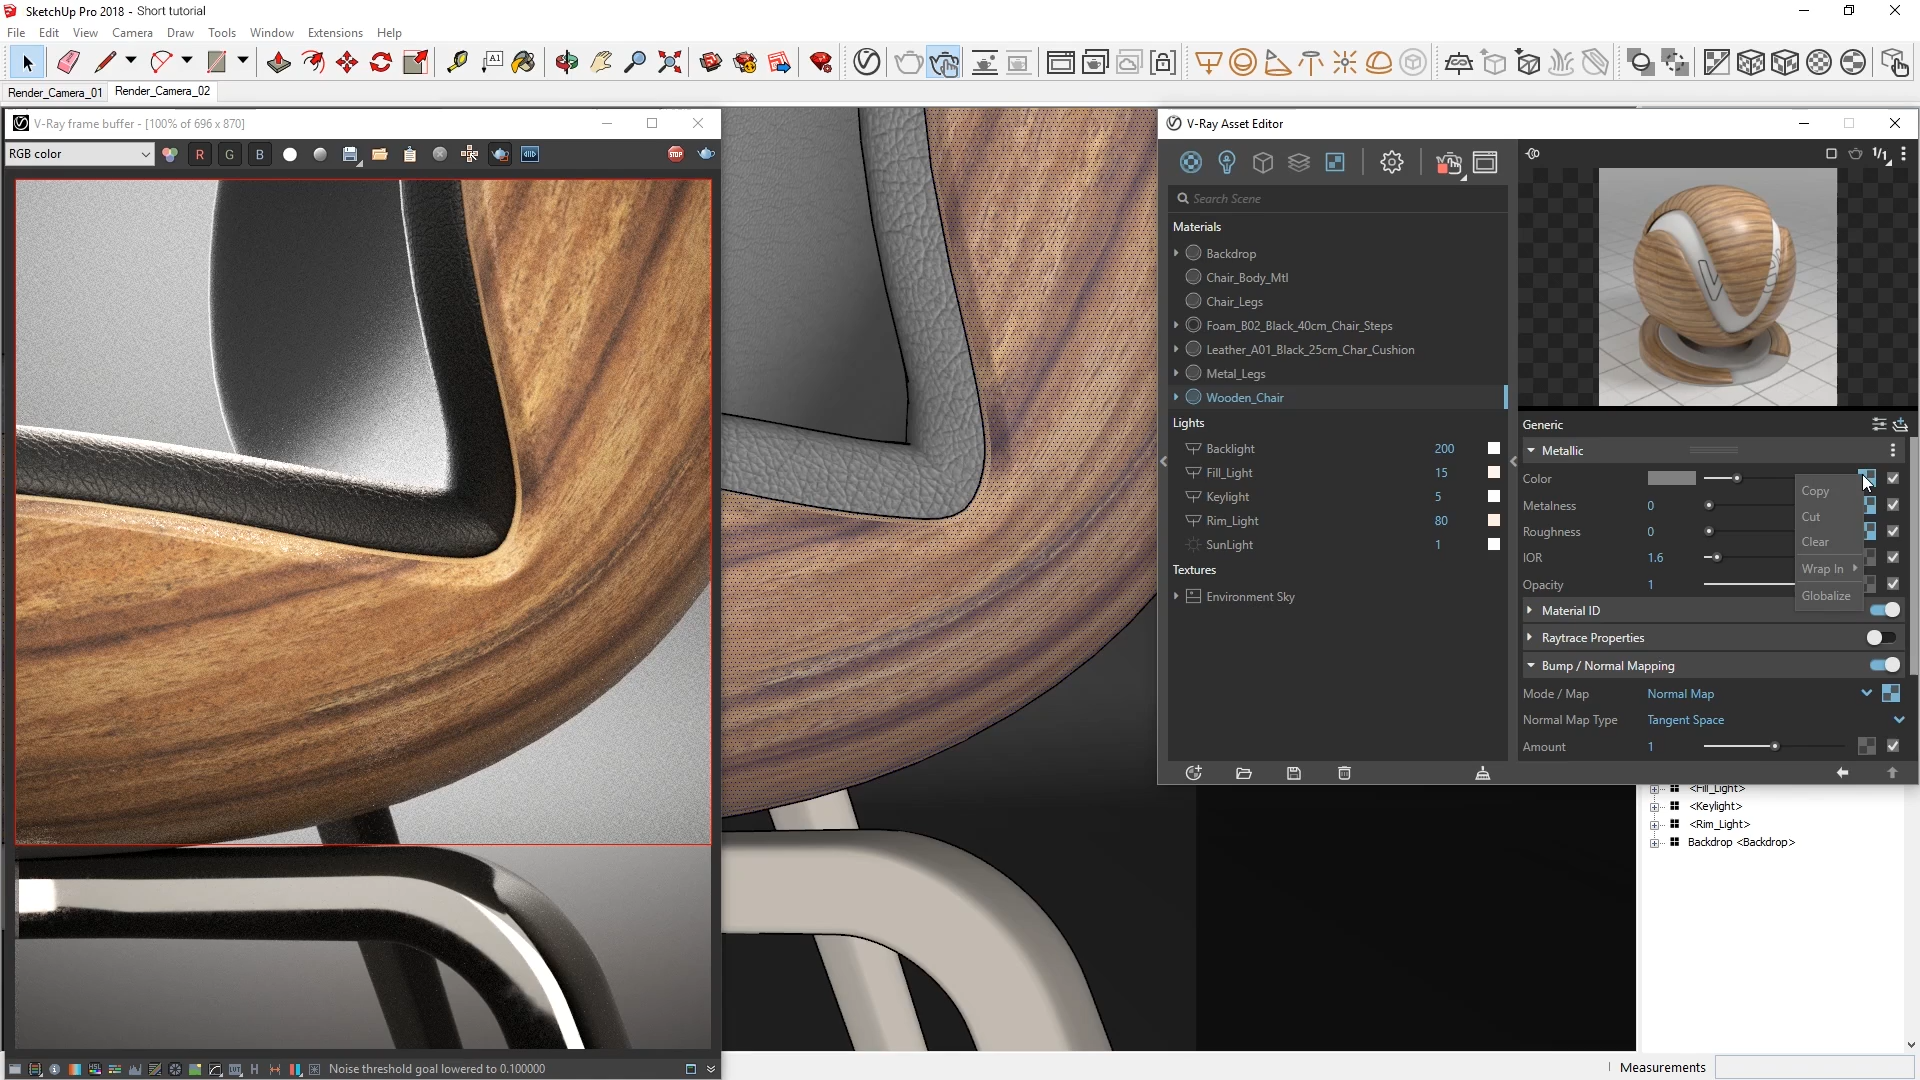 SketchUp Pro 2018 - Short tutorial
File Edit View Camera Draw Tools Window Extensions Help
A1
Render_Camera_01 Render_Camera_02
V-Ray frame buffer - [100% of 696 x 870]
RGB color
R G B
STOP
Noise threshold goal lowered to 0.100000
V-Ray Asset Editor
Search Scene
Materials
Backdrop
Chair_Body_Mtl
Chair_Legs
Foam_B02_Black_40cm_Chair_Steps
Leather_A01_Black_25cm_Char_Cushion
Metal_Legs
Wooden_Chair
Lights
Backlight 200
Fill_Light 15
Keylight 5
Rim_Light 80
SunLight 1
Textures
Environment Sky
1/1
Generic
Metallic
Color
Metalness 0
Roughness 0
IOR 1.6
Opacity 1
Copy
Cut
Clear
Wrap In
Globalize
Material ID
Raytrace Properties
Bump / Normal Mapping
Mode / Map Normal Map
Normal Map Type Tangent Space
Amount 1
<Fill_Light>
<Keylight>
<Rim_Light>
Backdrop <Backdrop>
Measurements